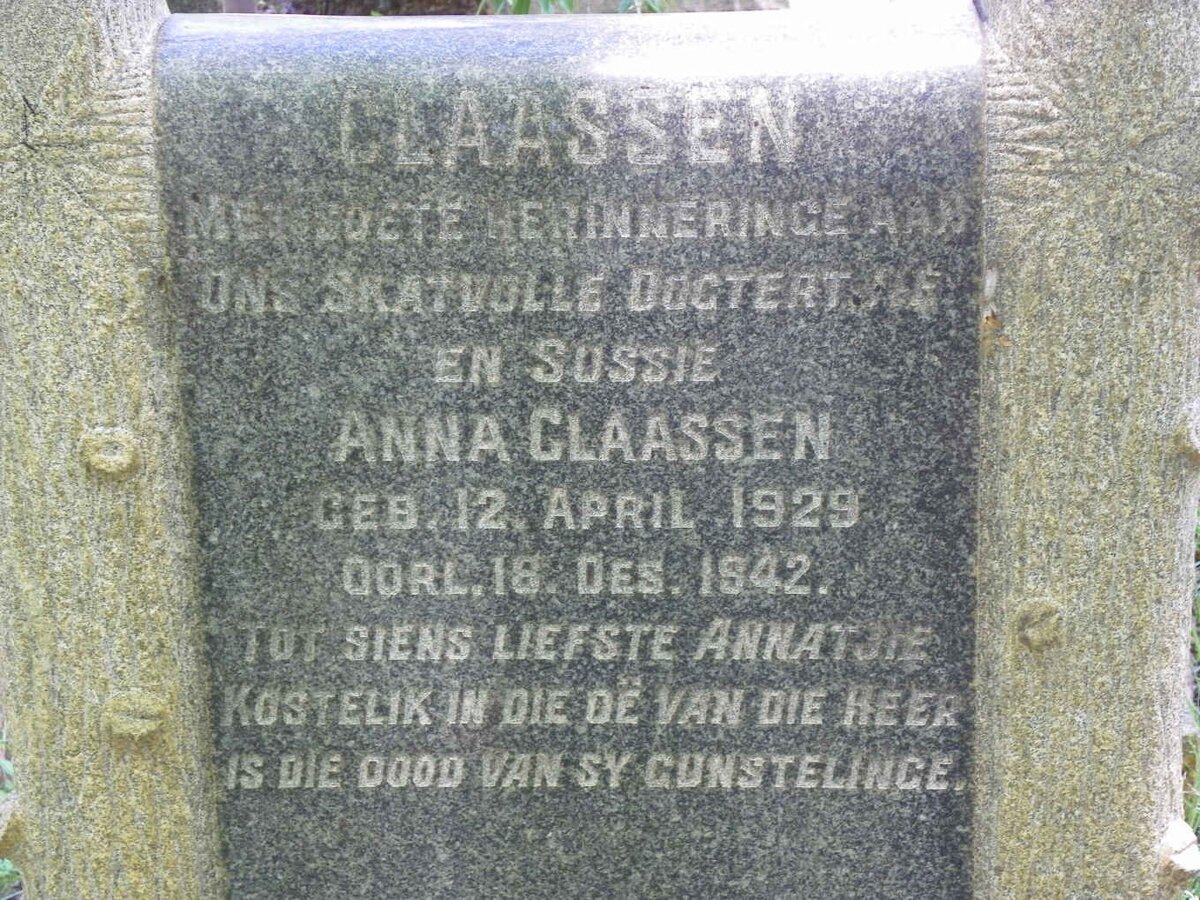 CLAASSEN
MET SOETE HERINNERINGE AAN
ONS SKATVOLLE DOGTERTJIE
EN SOSSIE
ANNA CLAASSEN
GEB. 12. APRIL 1929
OORL. 18. DES. 1942.
TOT SIENS LIEFSTE ANNATJIE
KOSTELIK IN DIE OË VAN DIE HEER
IS DIE DOOD VAN SY GUNSTELINGE.